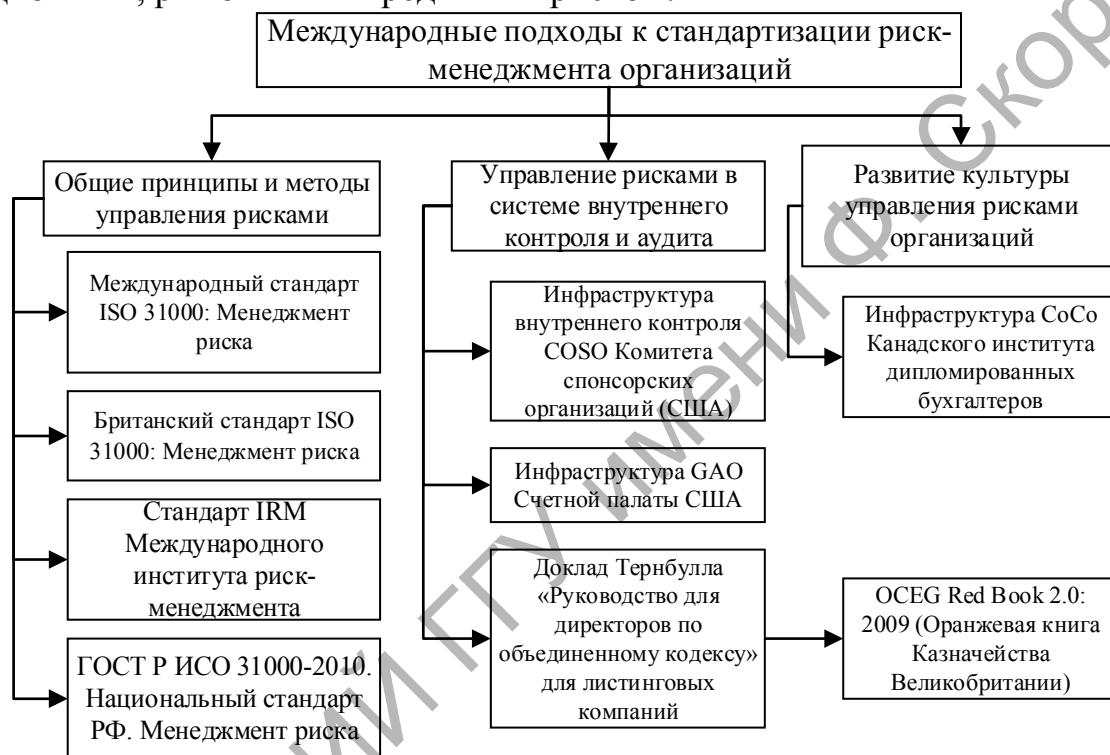 Международные подходы к стандартизации риск-
менеджмента организаций
Общие принципы и методы
управления рисками
Международный стандарт
ISO 31000: Менеджмент
риска
Британский стандарт ISO
31000: Менеджмент риска
Стандарт IRM
Международного
института риск-
менеджмента
ГОСТ Р ИСО 31000-2010.
Национальный стандарт
РФ. Менеджмент риска
Управление рисками в
системе внутреннего
контроля и аудита
Инфраструктура
внутреннего контроля
COSO Комитета
спонсорских
организаций (США)
Инфраструктура GAO
Счетной палаты США
Доклад Тернбулла
«Руководство для
директоров по
объединенному кодексу»
для листинговых
компаний
Развитие культуры
управления рисками
организаций
Инфраструктура CoCo
Канадского института
дипломированных
бухгалтеров
OCEG Red Book 2.0:
2009 (Оранжевая книга
Казначейства
Великобритании)
ГГУ имени Ф. Скор